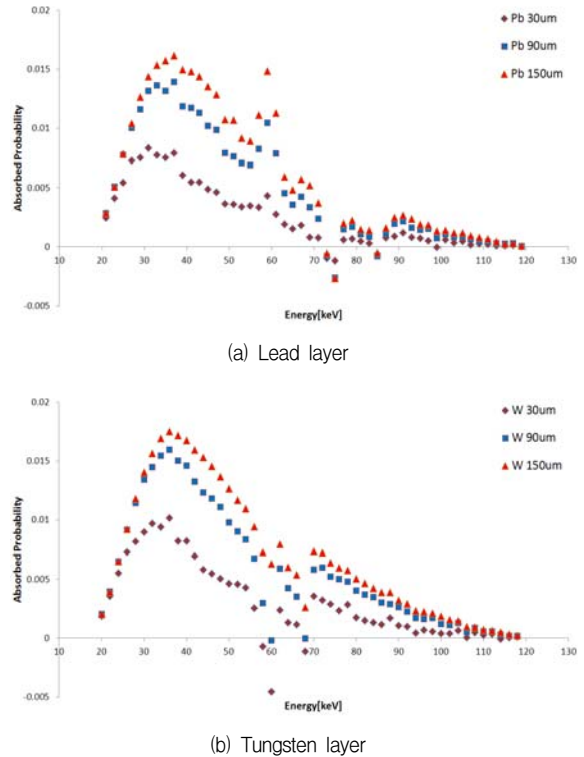 0.02
0.015
0.01
0.005
0
-0.005
Absorbed Probability
10 20 30 40 50 60 70 80 90 100 110 120 130
Energy[keV]
Pb 30um
Pb 90um
Pb 150um
(a) Lead layer
0.02
0.015
0.01
0.005
0
-0.005
Absorbed Probability
10 20 30 40 50 60 70 80 90 100 110 120 130
Energy[keV]
W 30um
W 90um
W 150um
(b) Tungsten layer